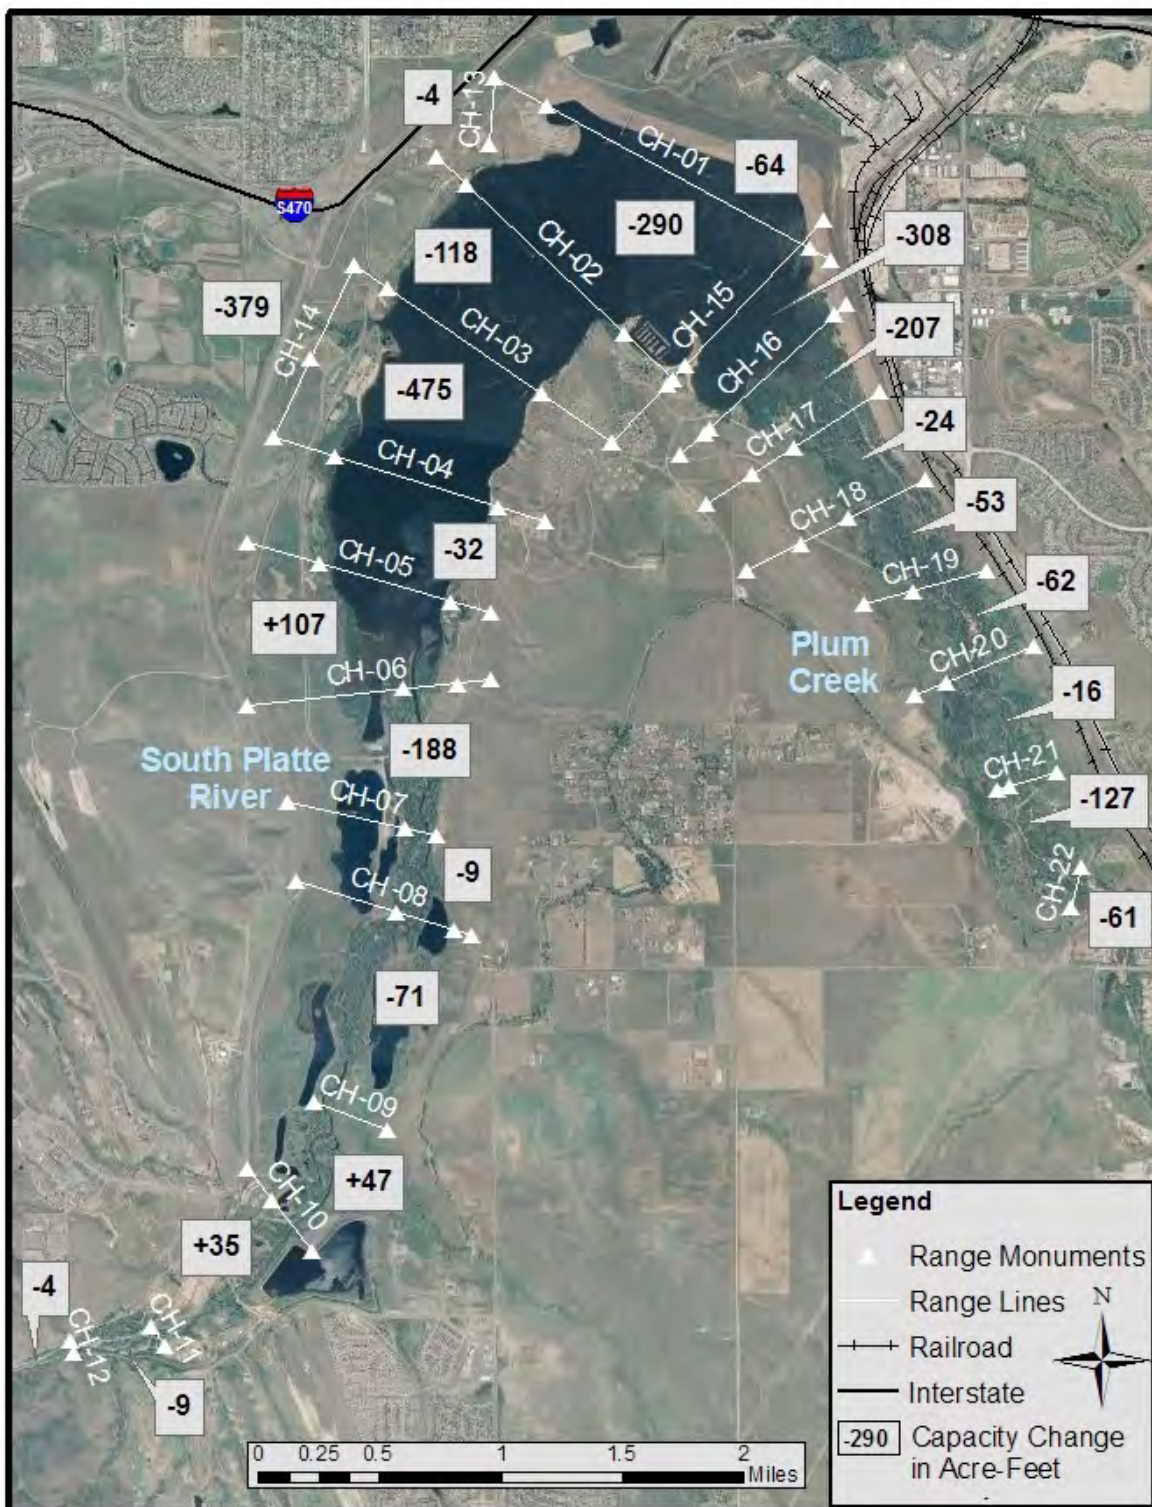 -4
CH-13
CH-01
-64
S470
-290
-308
-118
CH-02
-379
CH-14
CH-03
CH-15
CH-16
-207
-475
CH-17
-24
CH-04
CH-18
-53
-32
CH-05
CH-19
-62
+107
Plum
Creek
CH-20
CH-06
-16
South Platte
River
-188
CH-21
CH-07
-127
CH-08
-9
CH-22
-61
-71
CH-09
+47
CH-10
+35
-4
CH-11
CH-12
-9
Legend
Range Monuments
Range Lines
N
Railroad
Interstate
-290
Capacity Change
in Acre-Feet
0 0.25 0.5 1 1.5 2
Miles